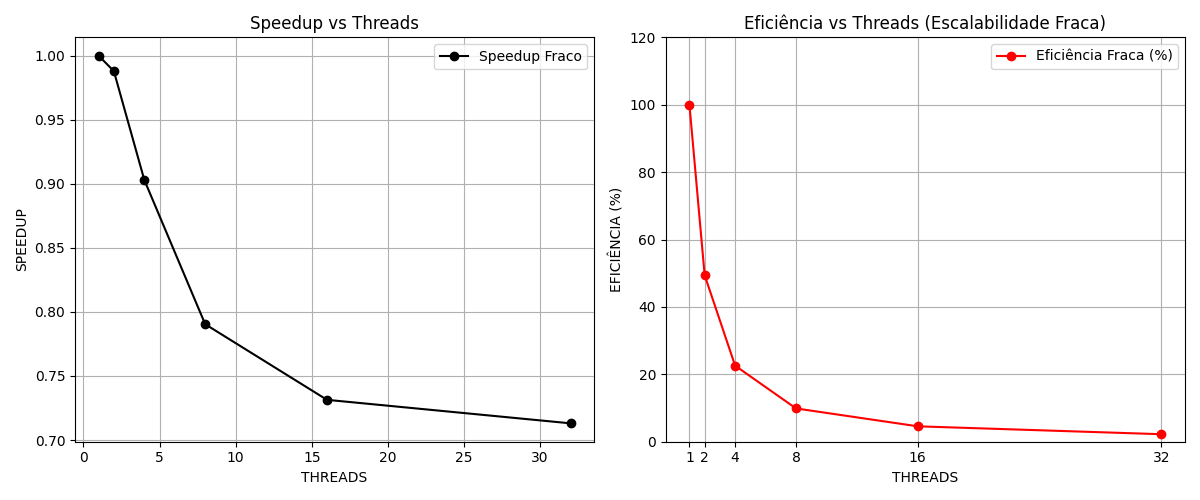 Speedup vs Threads
Speedup Fraco
1.00
0.95
0.90
0.85
0.80
0.75
0.70
SPEEDUP
0 5 10 15 20 25 30
THREADS
Eficiência vs Threads (Escalabilidade Fraca)
Eficiência Fraca (%)
120
100
80
60
40
20
0
EFICIÊNCIA (%)
1 2 4 8 16 32
THREADS